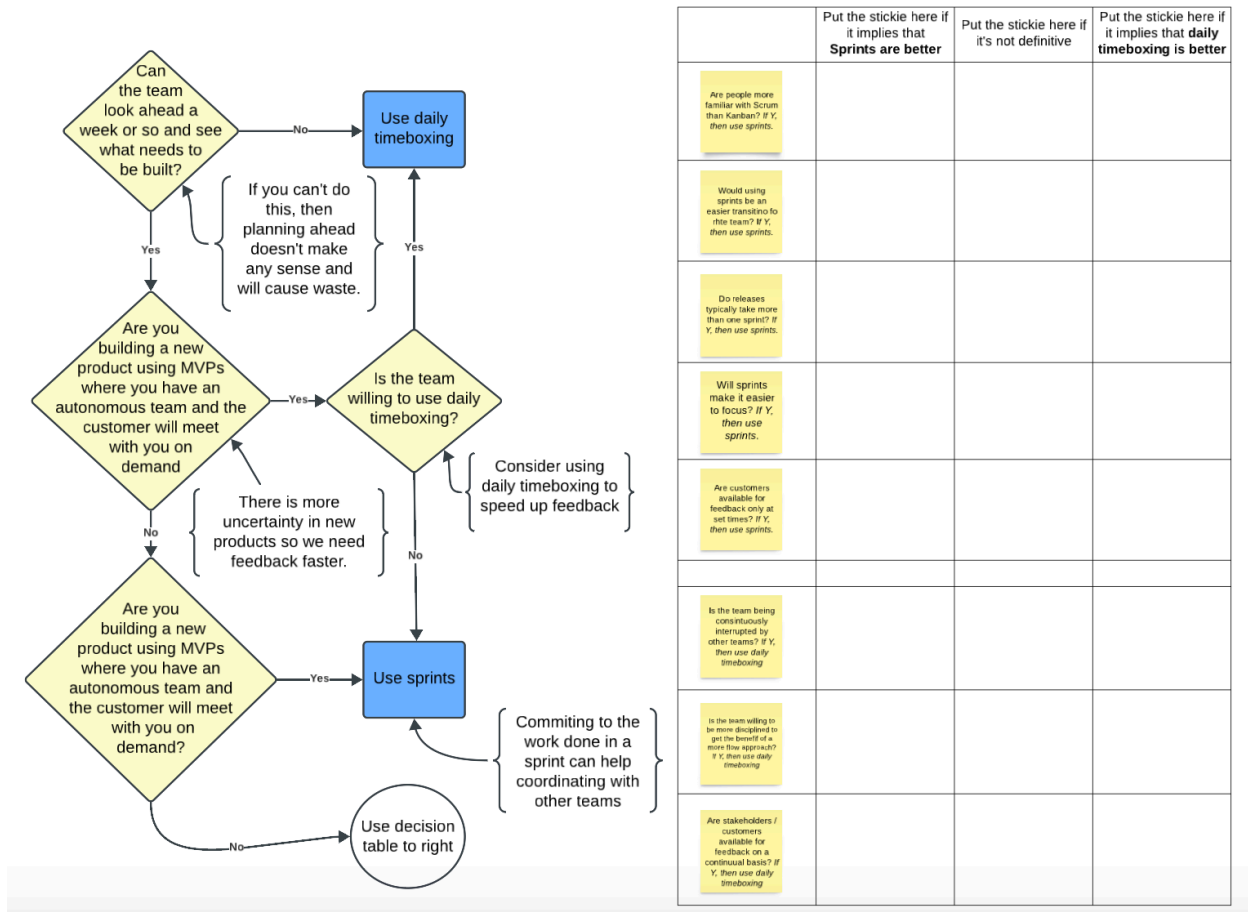 Can
the team
look ahead a
week or so and see
what needs to
be built?
No
Use daily
timeboxing
If you can't do
this, then
planning ahead
doesn't make
any sense and
will cause waste.
Yes
Yes
Are you
building a new
product using MVPs
where you have an
autonomous team and the
customer will meet
with you on
demand
Yes
Is the team
willing to use daily
timeboxing?
Consider using
daily timeboxing to
speed up feedback
There is more
uncertainty in new
products so we need
feedback faster.
No
No
Are you
building a new
product using MVPs
where you have an
autonomous team and
the customer will meet
with you on
demand?
Yes
Use sprints
Commiting to the
work done in a
sprint can help
coordinating with
other teams
No
Use decision
table to right
Put the stickie here if
it implies that
Sprints are better
Put the stickie here if
it's not definitive
Put the stickie here if
it implies that daily
timeboxing is better
Are people more
familiar with Scrum
than Kanban? If Y,
then use sprints.
Would using
sprints be an
easier transitino fo
rhte team? If Y,
then use sprints.
Do releases
typically take more
than one sprint? If
Y, then use sprints.
Will sprints
make it easier
to focus? If Y,
then use
sprints.
Are customers
available for
feedback only at
set times? If Y,
then use sprints.
Is the team being
consintuously
interrupted by
other teams? If Y,
then use daily
timeboxing
Is the team willing to
be more disciplined to
get the benefit of a
more flow approach?
If Y, then use daily
timeboxing
Are stakeholders /
customers
available for
feedback on a
continuual basis? If
Y, then use daily
timeboxing